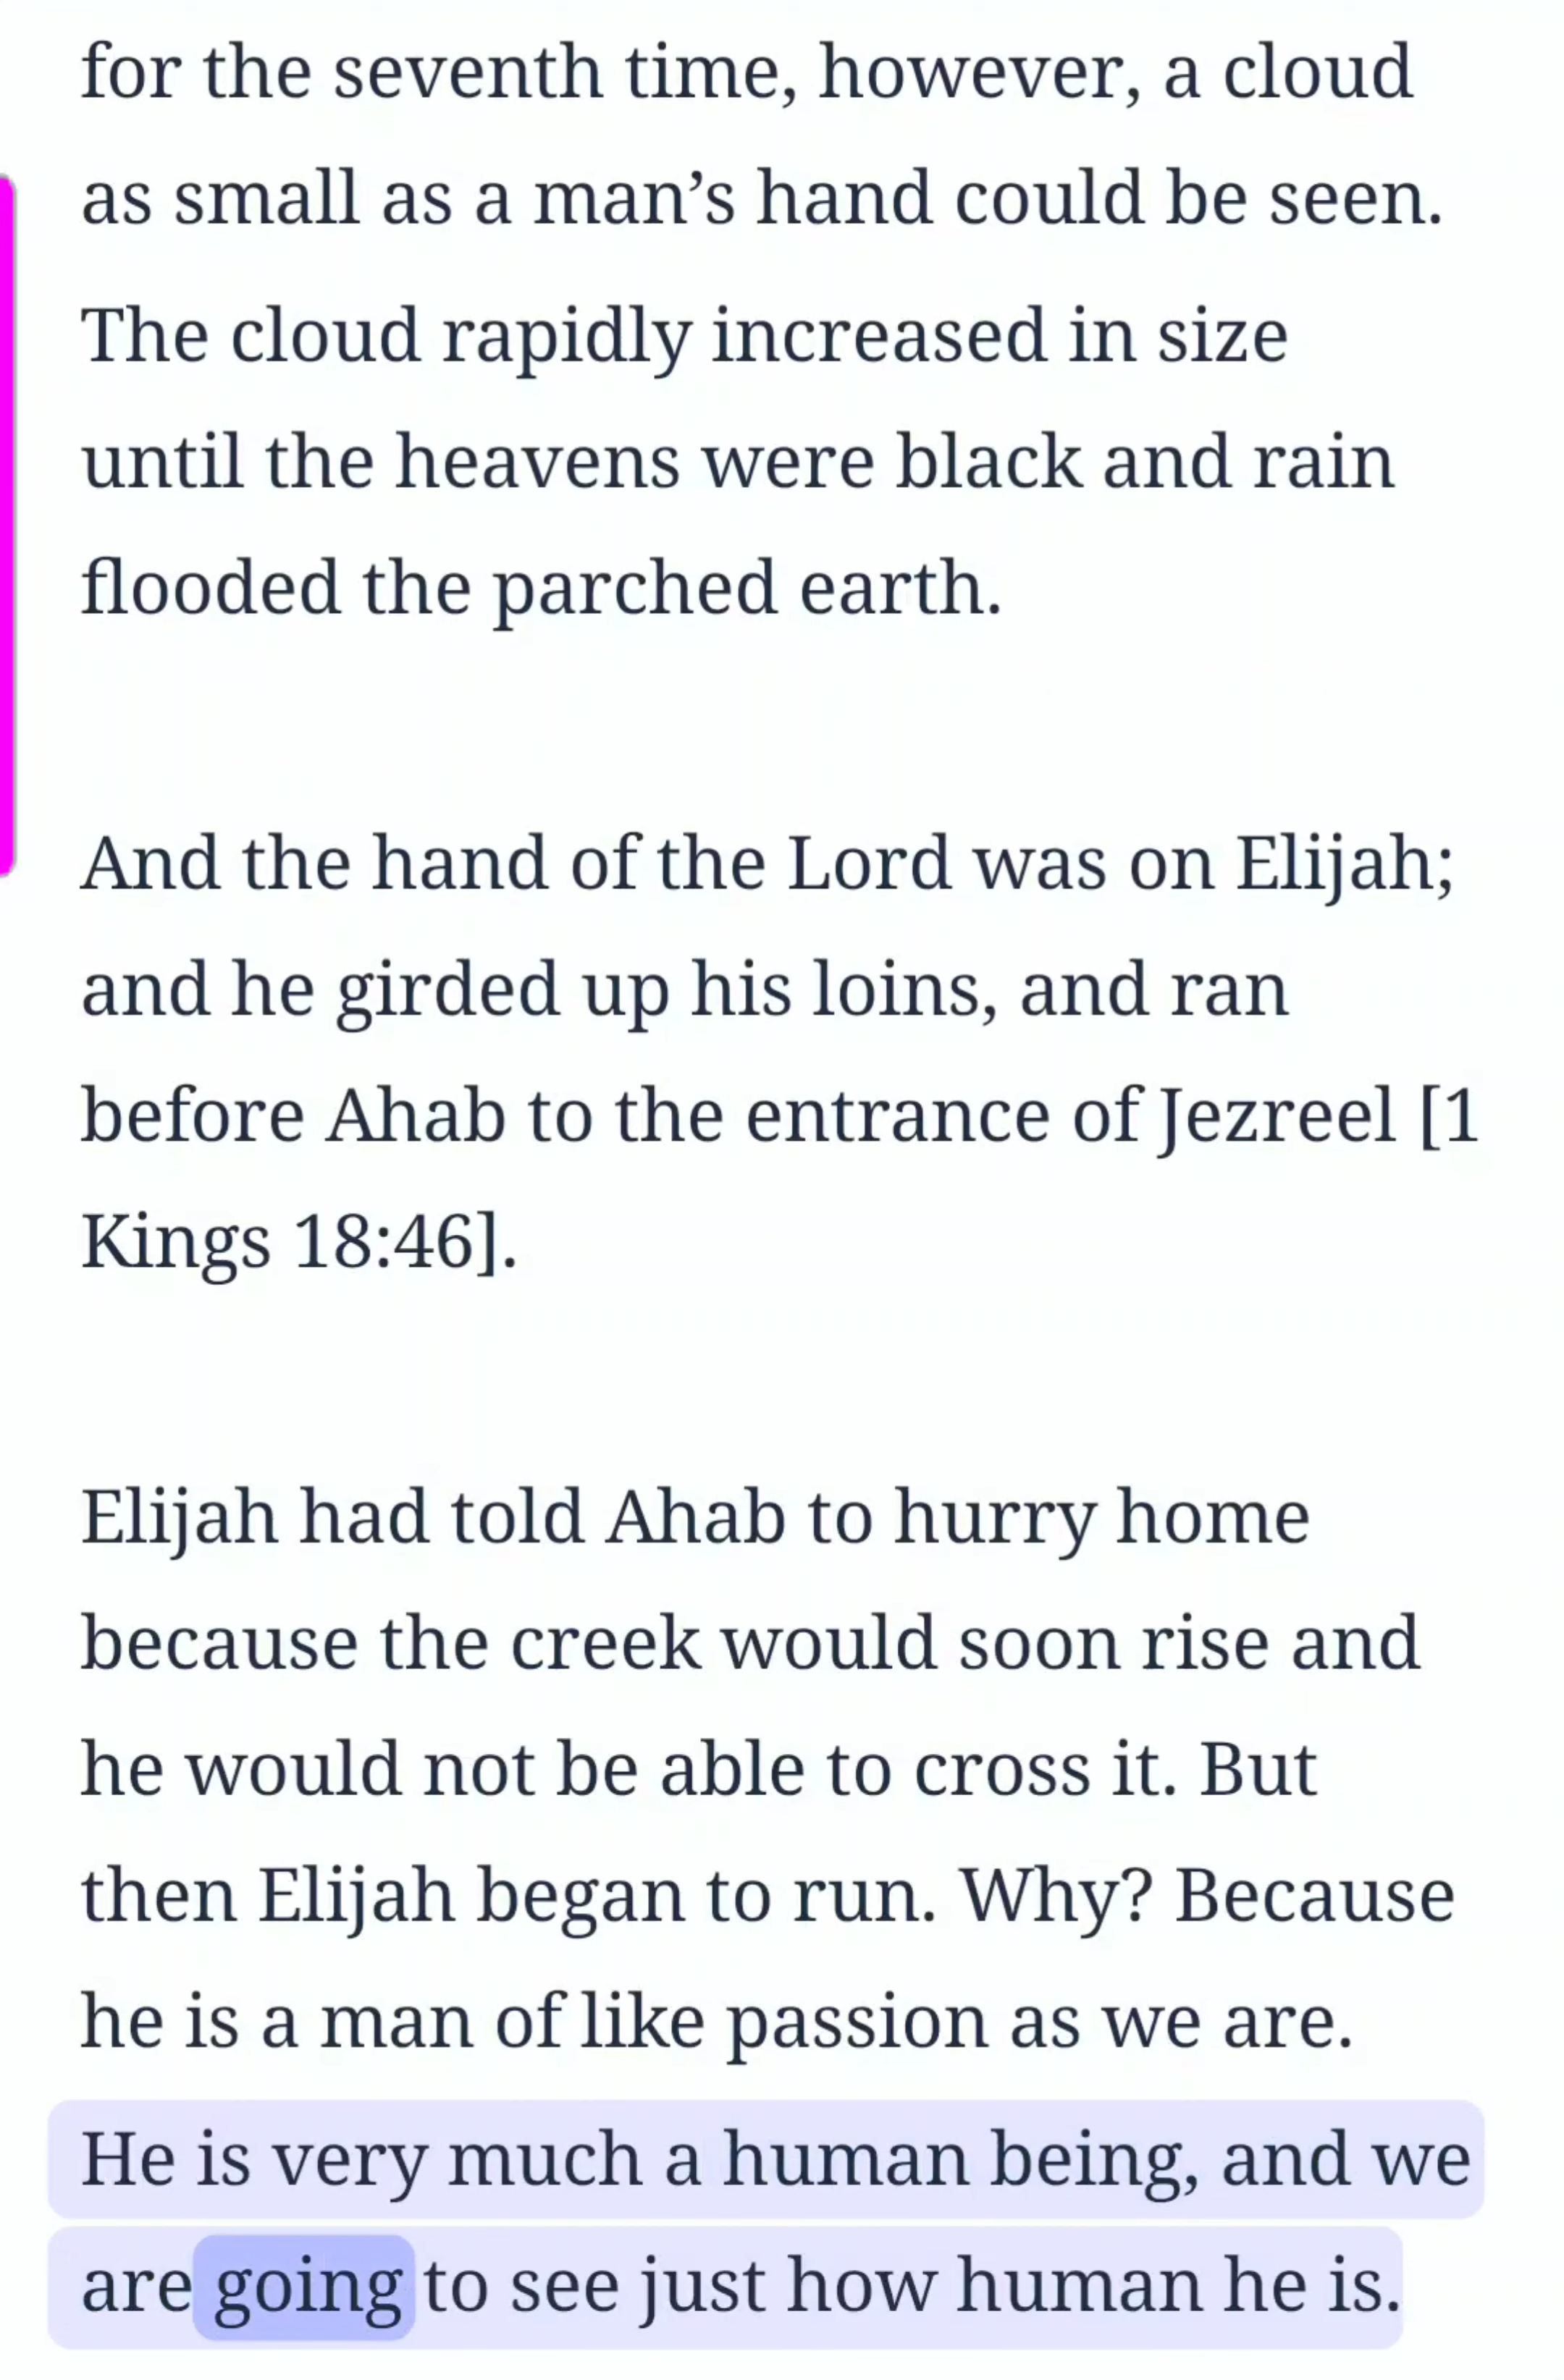 for the seventh time, however, a cloud
as small as a man’s hand could be seen.
The cloud rapidly increased in size
until the heavens were black and rain
flooded the parched earth.
And the hand of the Lord was on Elijah;
and he girded up his loins, and ran
before Ahab to the entrance of Jezreel [1
Kings 18:46].
Elijah had told Ahab to hurry home
because the creek would soon rise and
he would not be able to cross it. But
then Elijah began to run. Why? Because
he is a man of like passion as we are.
He is very much a human being, and we
are going to see just how human he is.